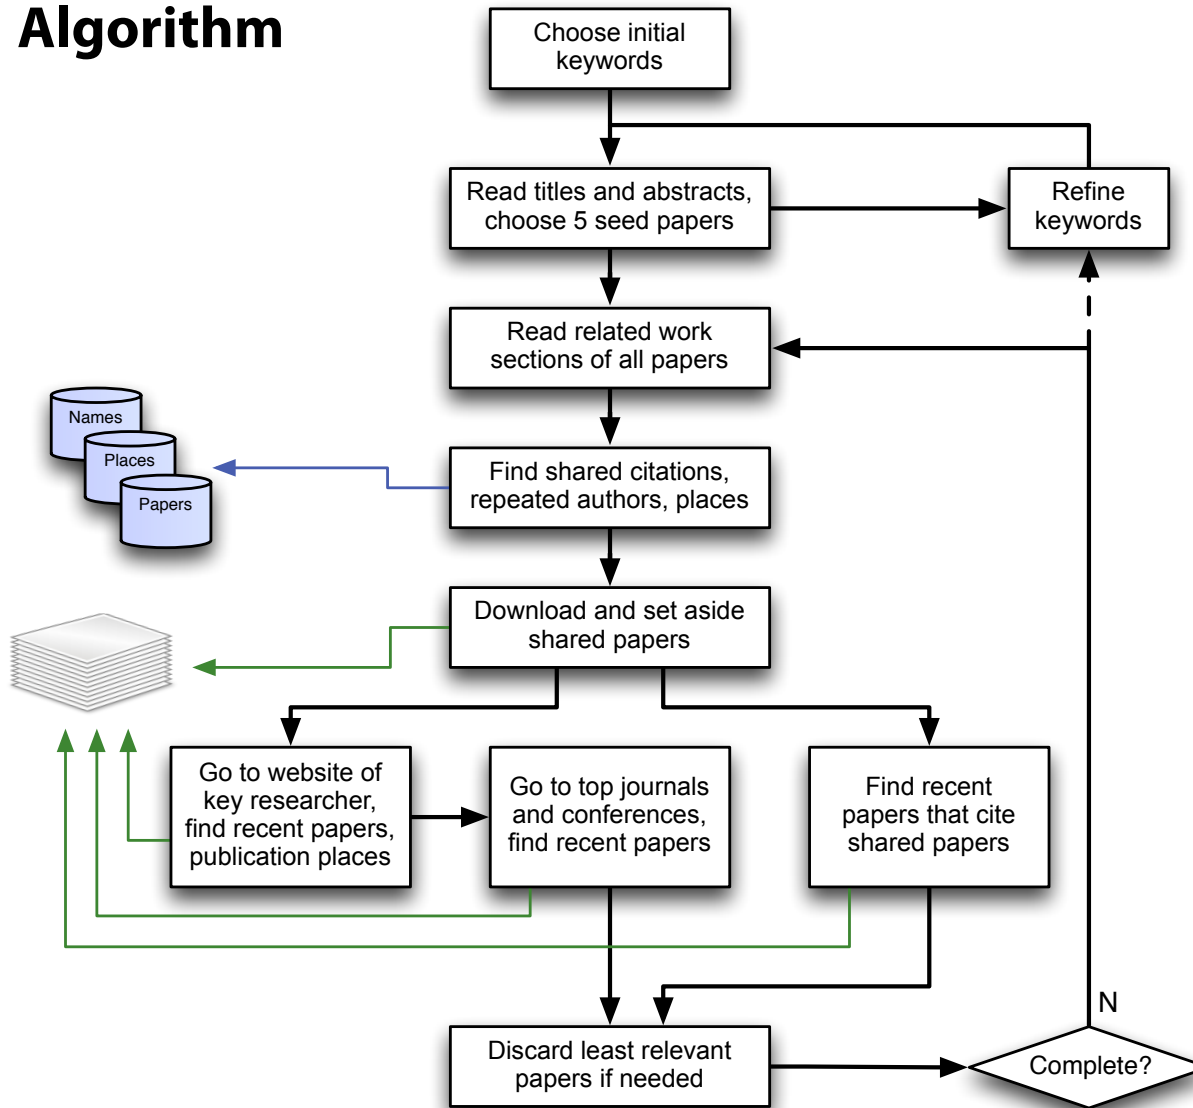 Algorithm
Choose initial
keywords
Read titles and abstracts,
choose 5 seed papers
Refine
keywords
Read related work
sections of all papers
Names
Places
Papers
Find shared citations,
repeated authors, places
Download and set aside
shared papers
Go to website of
key researcher,
find recent papers,
publication places
Go to top journals
and conferences,
find recent papers
Find recent
papers that cite
shared papers
N
Discard least relevant
papers if needed
Complete?